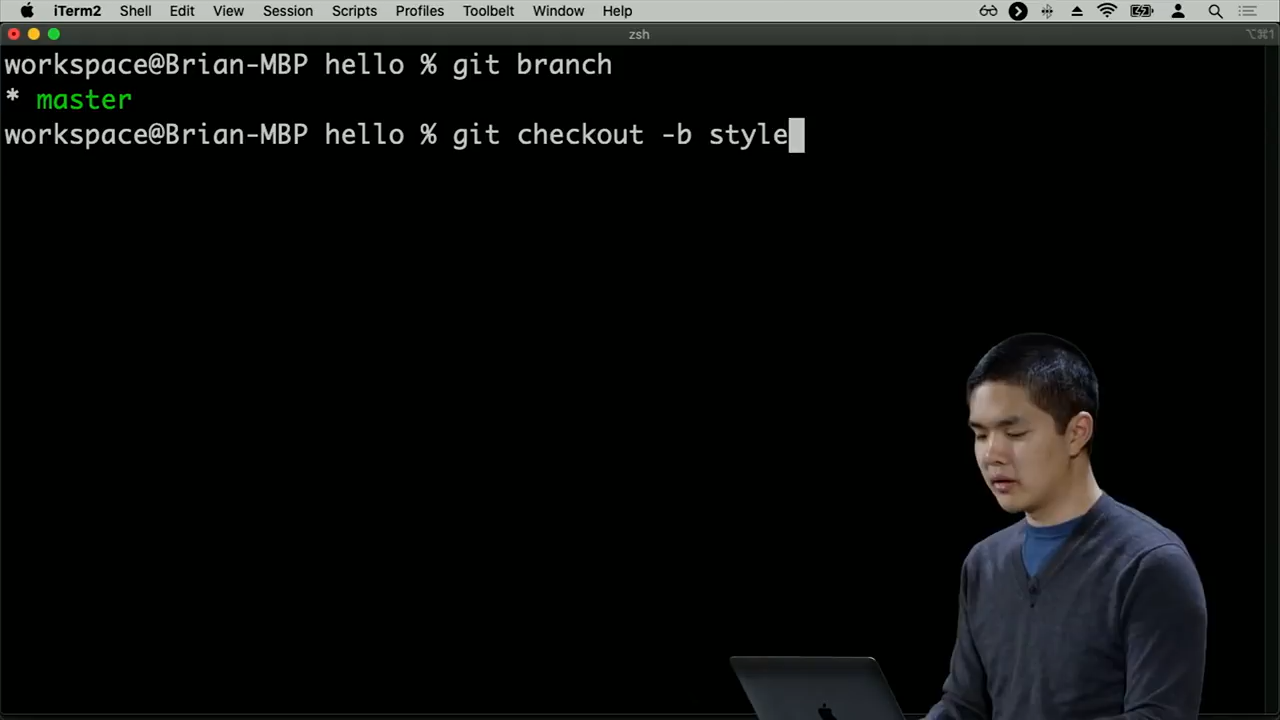 iTerm2 Shell Edit View Session Scripts Profiles Toolbelt Window Help
zsh
⌥⌘1
workspace@Brian-MBP hello % git branch
* master
workspace@Brian-MBP hello % git checkout -b style